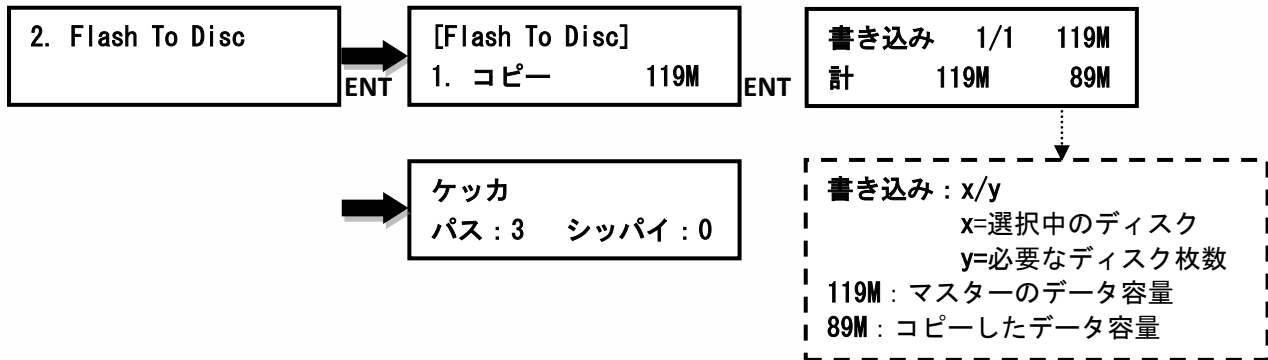 2. Flash To Disc
ENT
[Flash To Disc]
1. コピー 119M
ENT
書き込み 1/1 119M
計 119M 89M
ケッカ
パス：3 シッパイ：0
書き込み：x/y
x=選択中のディスク
y=必要なディスク枚数
119M：マスターのデータ容量
89M：コピーしたデータ容量